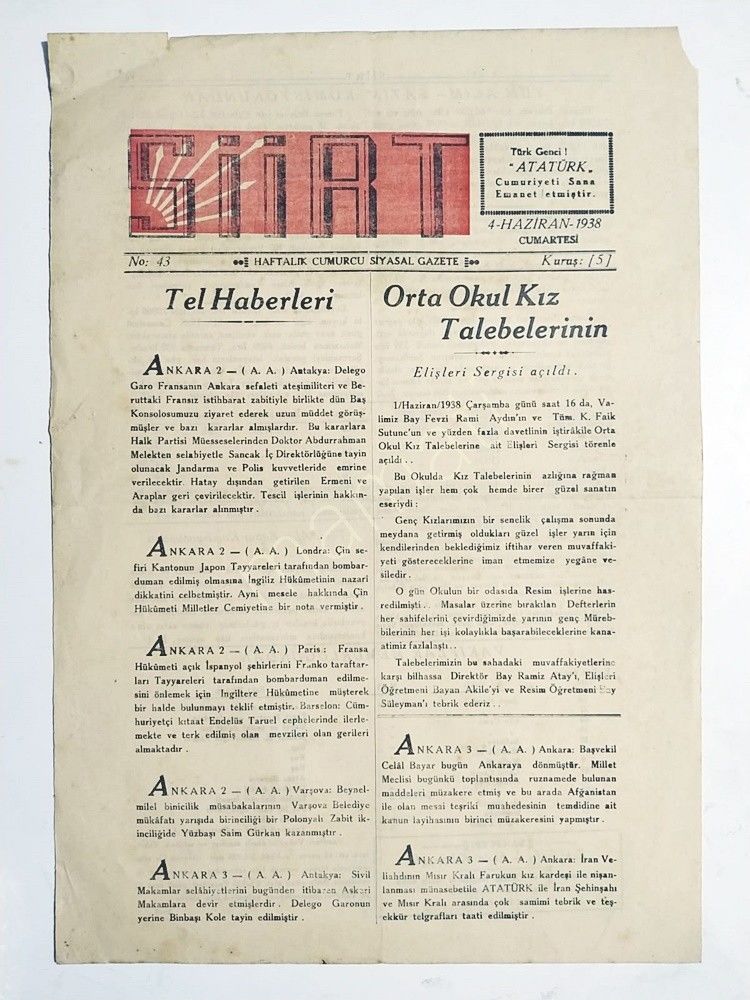 SİİRT
Türk Genci !
" ATATÜRK „
Cumuriyeti Sana
Emanet etmiştir.
4-HAZİRAN-1938
CUMARTESİ
No: 43
HAFTALIK CUMURCU SİYASAL GAZETE
Kuruş: [5]
Tel Haberleri
ANKARA 2 — ( A. A. ) Antakya: Delego
Garo Fransanın Ankara sefaleti ateşimiliteri ve Be-
ruttaki Fransız istihbarat zabitiyle birlikte dün Baş
Konsolosumuzu ziyaret ederek uzun müddet görüş-
müşler ve bazı kararlar almışlardır. Bu kararlara
Halk Partisi Müesseselerinden Doktor Abdurrahman
Melekten selabiyetle Sancak İç Direktörlüğüne tayin
olunacak Jandarma ve Polis kuvvetleride emrine
verilecektir. Hatay dışından getirilen Ermeni ve
Araplar geri çevirilecektir. Tescil işlerinin hakkın-
da bazı kararlar alınmıştır .
ANKARA 2 — ( A. A. ) Londra: Çin se-
firi Kantonun Japon Tayyareleri tarafından bombar-
duman edilmiş olmasına İngiliz Hükûmetinin nazarî
dikkatini celbetmiştir. Ayni mesele hakkında Çin
Hükûmeti Milletler Cemiyetine bir nota vermiştir.
ANKARA 2 — ( A. A. ) Paris : Fransa
Hükûmeti açık İspanyol şehirlerini Franko taraftar-
ları Tayyareleri tarafından bombarduman edilme-
sini önlemek için İngiltere Hükûmetine müşterek
bir halde bulunmayı teklif etmiştir. Barselon: Cüm-
huriyetçi kıtaat Endelüs Taruel cephelerinde ilerle-
mekte ve terk edilmiş olan mevzileri olan gerileri
almaktadır .
ANKARA 2 — ( A. A. ) Varşova: Beynel-
milel binicilik müsabakalarının Varşova Belediye
mükâfatı yarışıda birinciliği bir Polonyalı Zabit ik-
inciliğide Yüzbaşı Saim Gürkan kazanmıştır .
ANKARA 3 — ( A. A. ) Antakya: Sivil
Makamlar selâhiyetlerini bugünden itibaren Askeri
Makamlara devir etmişlerdir . Delego Garonun
yerine Binbaşı Kole tayin edilmiştir .
Orta Okul Kız
Talebelerinin
Elişleri Sergisi açıldı .
1/Haziran/1938 Çarşamba günü saat 16 da, Va-
limiz Bay Fevzi Rami Aydın'ın ve Tüm. K. Faik
Sutunc'un ve yüzden fazla davetlinin iştirâkile Orta
Okul Kız Talebelerine ait Elişleri Sergisi törenle
açıldı . .
Bu Okulda Kız Talebelerinin azlığına rağman
yapılan işler hem çok hemde birer güzel sanatın
eseriydi :
Genç Kızlarımızın bir senelik çalışma sonunda
meydana getirmiş oldukları güzel işler yarın için
kendilerinden beklediğimiz iftihar veren muvaffaki-
yeti göstereceklerine iman etmemize yegâne ve-
siledir .
O gün Okulun bir odasıda Resim işlerine has-
redilmişti . . Masalar üzerine bırakılan Defterlerin
her sahifelerini çevirdiğimizde yarının genç Müreb-
bilerinin her işi kolaylıkla başarabileceklerine kana-
atimiz fazlalaştı . .
Talebelerimizin bu sahadaki muvaffakiyetlerine
karşı bilhassa Direktör Bay Ramiz Atay'ı, Elişleri
Öğretmeni Bayan Akile'yi ve Resim Öğretmeni Bay
Süleyman'ı tebrik ederiz . .
ANKARA 3 — ( A. A. ) Ankara: Başvekil
Celâl Bayar bugün Ankaraya dönmüştür. Millet
Meclisi bugünkü toplantısında ruznamede bulunan
maddeleri müzakere etmiş ve bu arada Afğanistan
ile olan mesai teşriki muahedesinin temdidine ait
kanun layihasının birinci müzakeresini yapmıştır .
ANKARA 3 — ( A. A. ) Ankara: İran Ve-
liahdının Mısır Kralı Farukun kız kardeşi ile nişan-
lanması münasebetile ATATÜRK ile İran Şehinşahı
ve Mısır Kralı arasında çok samimi tebrik ve teş-
ekkür telgrafları taati edilmiştir .